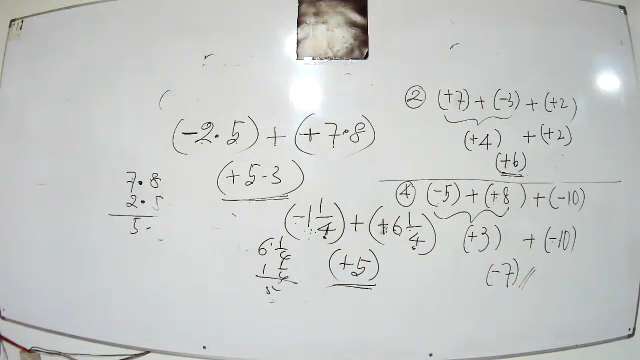 (-2.5) + (+7.8)
(+5.3)
7.8
2.5
5.
(-1 1/4) + (+6 1/4)
6 1/4
1 1/4
5
(+5)
② (+7) + (-3) + (+2)
(+4) + (+2)
(+6)
④ (-5) + (+8) + (-10)
(+3) + (-10)
(-7) //